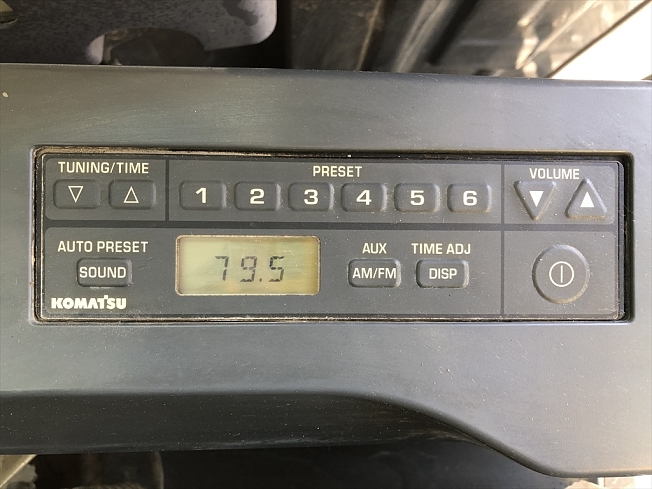 TUNING/TIME PRESET VOLUME
▽ △ 1 2 3 4 5 6 ▼ ▲
AUTO PRESET AUX TIME ADJ
SOUND 79.5 AM/FM DISP
KOMATSU